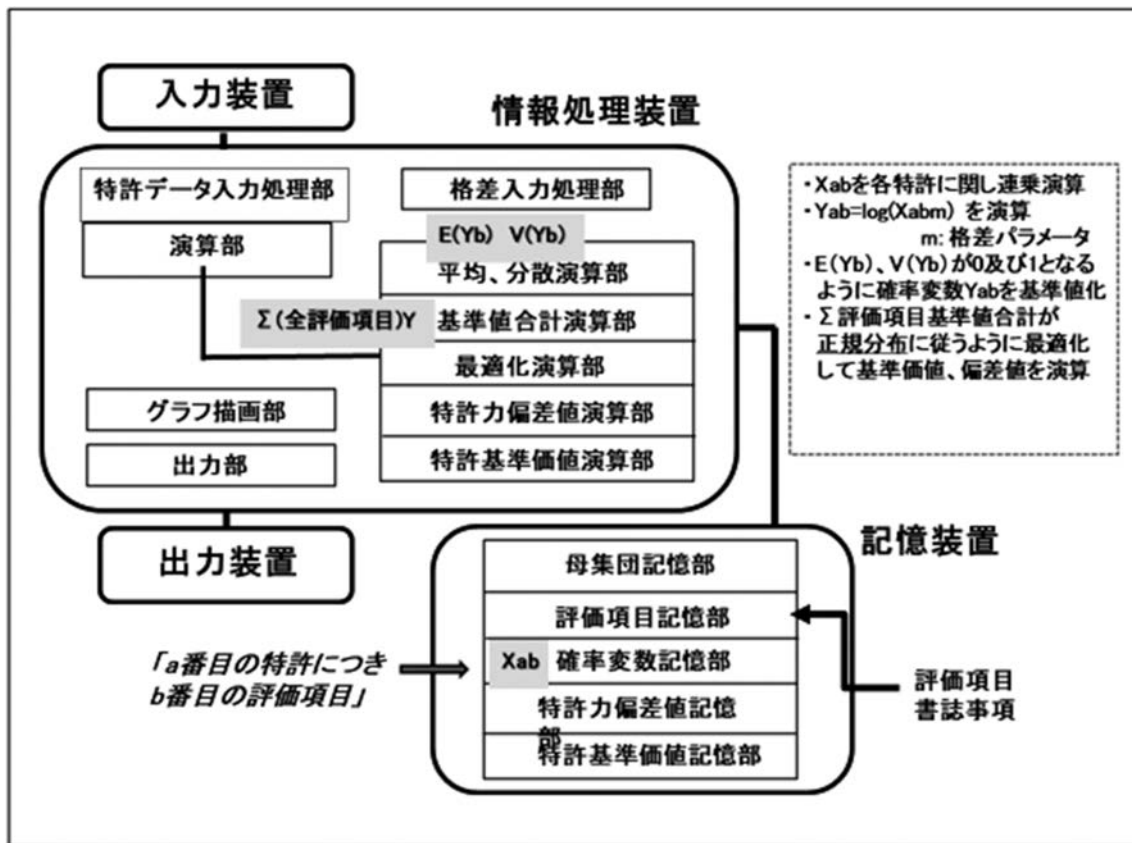 入力装置
情報処理装置
特許データ入力処理部
演算部
格差入力処理部
E(Yb) V(Yb)
平均、分散演算部
Σ(全評価項目)Y
基準値合計演算部
最適化演算部
特許力偏差値演算部
特許基準価値演算部
グラフ描画部
出力部
・Xabを各特許に関し連乗演算
・Yab=log(Xabm) を演算
m: 格差パラメータ
・E(Yb)、V(Yb)が0及び1となる
ように確率変数Yabを基準値化
・Σ評価項目基準値合計が
正規分布に従うように最適化
して基準価値、偏差値を演算
出力装置
記憶装置
母集団記憶部
評価項目記憶部
Xab 確率変数記憶部
特許力偏差値記憶
部
特許基準価値記憶部
「a番目の特許につき
b番目の評価項目」
評価項目
書誌事項